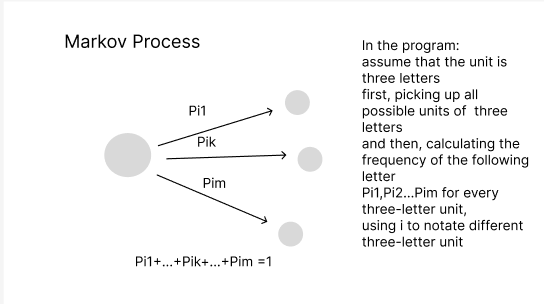 Markov Process
Pi1
Pik
Pim
Pi1+...+Pik+...+Pim =1
In the program:
assume that the unit is
three letters
first, picking up all
possible units of  three
letters
and then, calculating the
frequency of the following
letter
Pi1,Pi2...Pim for every
three-letter unit,
using i to notate different
three-letter unit